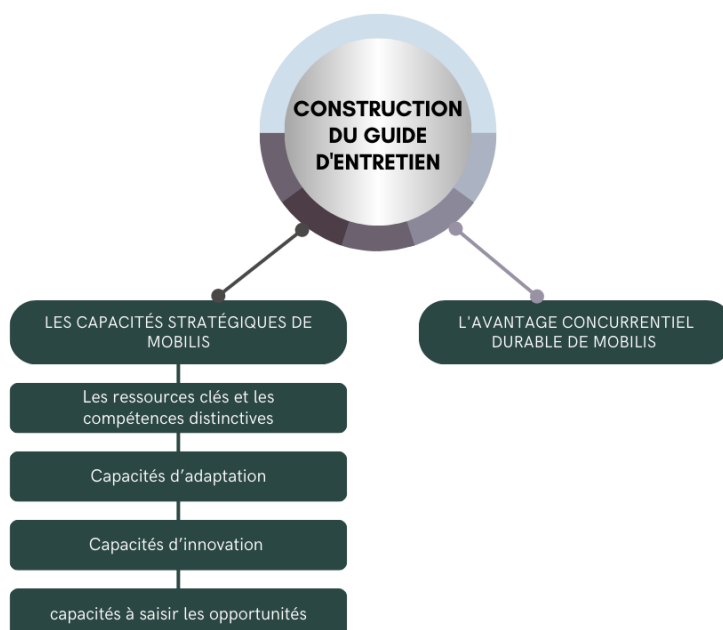 CONSTRUCTION
DU GUIDE
D'ENTRETIEN
LES CAPACITÉS STRATÉGIQUES DE
MOBILIS
Les ressources clés et les
compétences distinctives
Capacités d’adaptation
Capacités d’innovation
capacités à saisir les opportunités
L'AVANTAGE CONCURRENTIEL
DURABLE DE MOBILIS